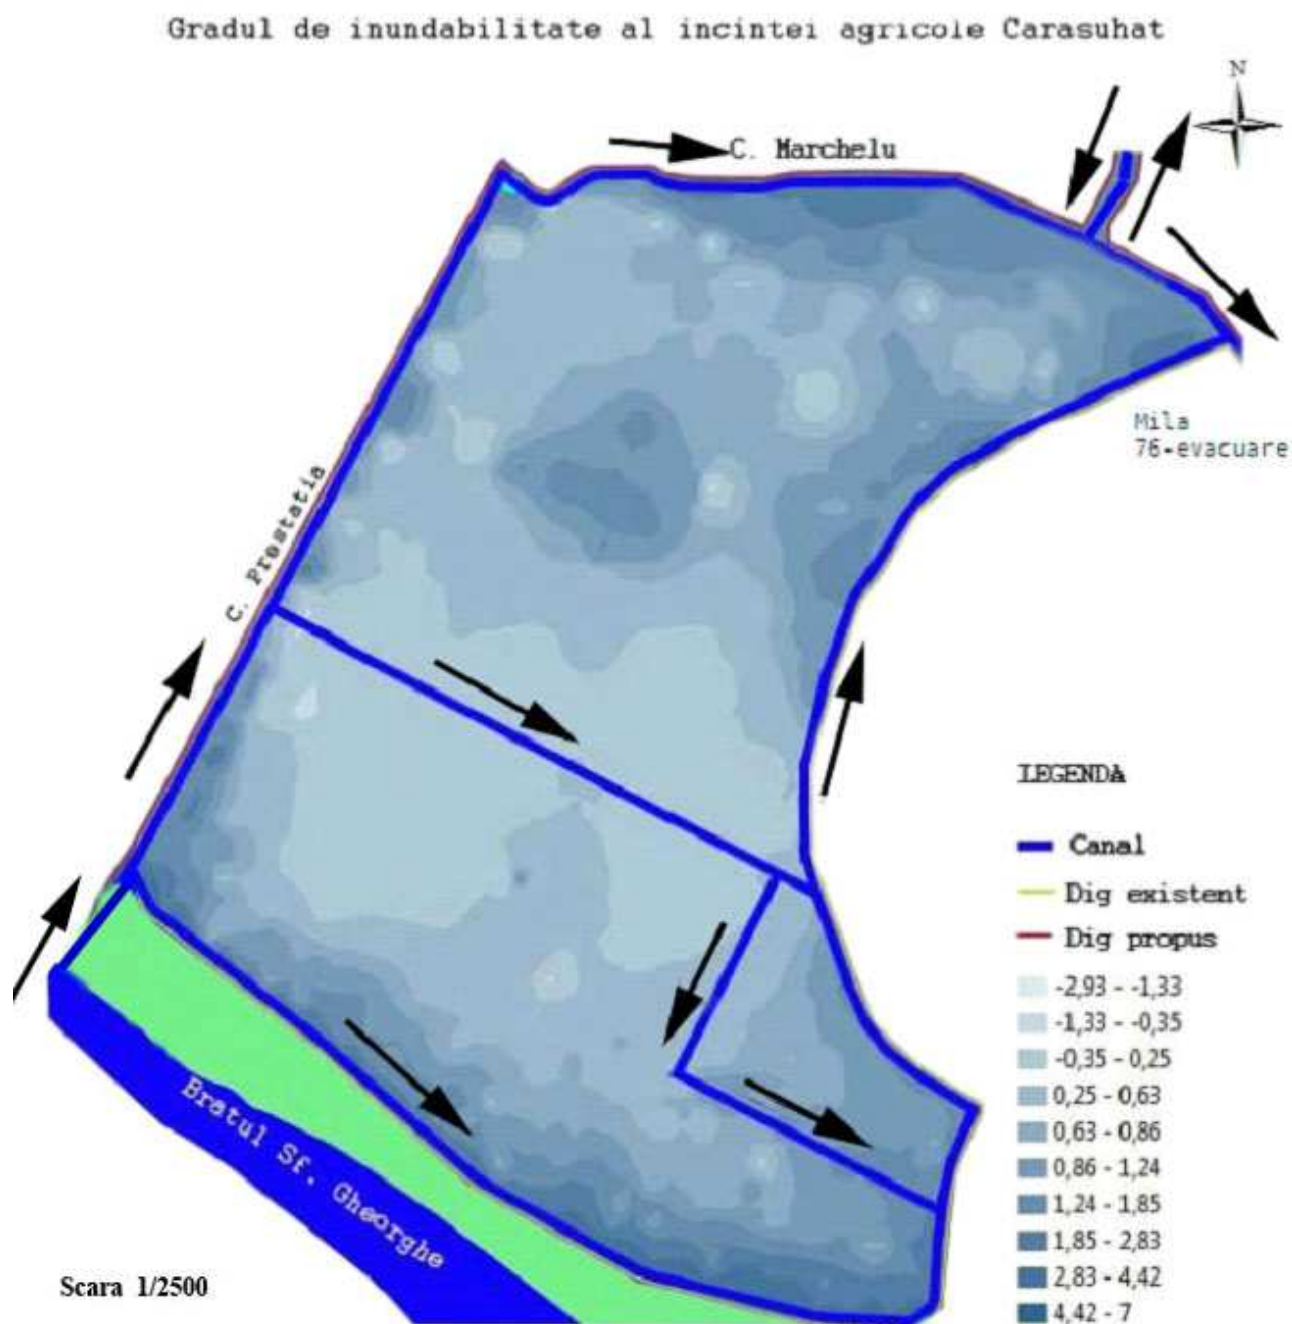 Gradul de inundabilitate al incintei agricole Carasuhat
N
C. Marchelu
Mila
76-evacuare
C. Prestatia
LEGENDA
Canal
Dig existent
Dig propus
-2,93 - -1,33
-1,33 - -0,35
-0,35 - 0,25
0,25 - 0,63
0,63 - 0,86
0,86 - 1,24
1,24 - 1,85
1,85 - 2,83
2,83 - 4,42
4,42 - 7
Bratul Sf. Gheorghe
Scara 1/2500